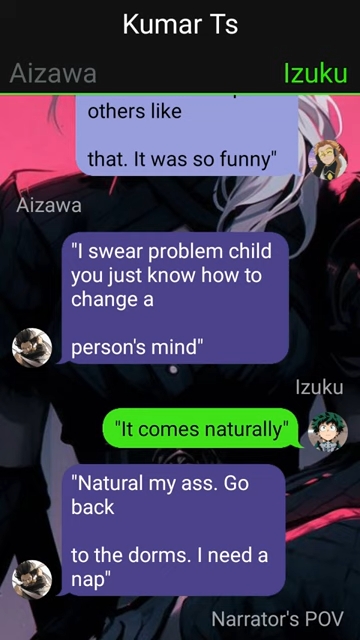 Kumar Ts
Aizawa
Izuku
others like
that. It was so funny"
Aizawa
"I swear problem child
you just know how to
change a
person's mind"
Izuku
"It comes naturally"
"Natural my ass. Go
back
to the dorms. I need a
nap"
Narrator's POV